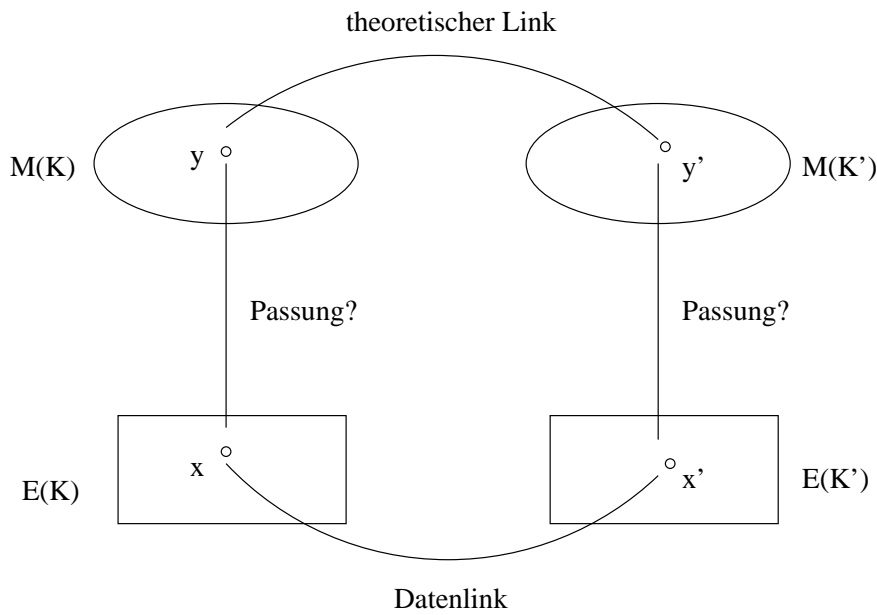 theoretischer Link
y
y’
M(K)
M(K’)
Passung?
Passung?
x
x’
E(K)
E(K’)
Datenlink